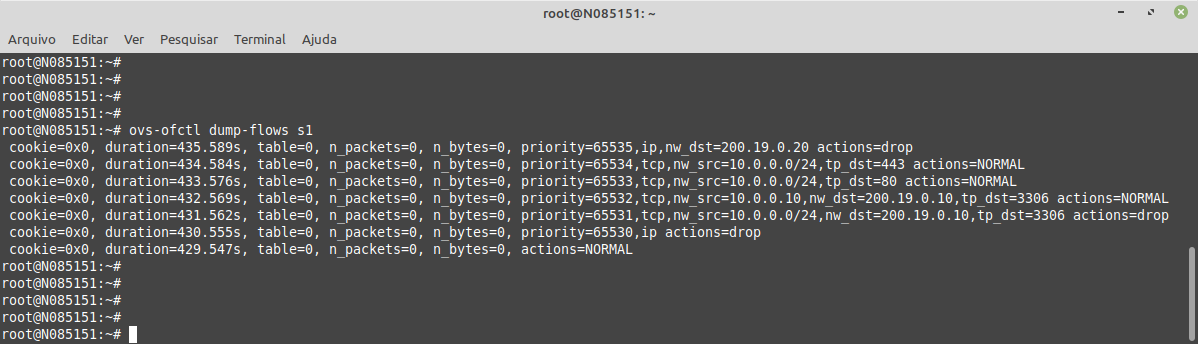 root@N085151: ~
Arquivo Editar Ver Pesquisar Terminal Ajuda
root@N085151:~#
root@N085151:~#
root@N085151:~#
root@N085151:~#
root@N085151:~# ovs-ofctl dump-flows s1
cookie=0x0, duration=435.589s, table=0, n_packets=0, n_bytes=0, priority=65535,ip,nw_dst=200.19.0.20 actions=drop
cookie=0x0, duration=434.584s, table=0, n_packets=0, n_bytes=0, priority=65534,tcp,nw_src=10.0.0.0/24,tp_dst=443 actions=NORMAL
cookie=0x0, duration=433.576s, table=0, n_packets=0, n_bytes=0, priority=65533,tcp,nw_src=10.0.0.0/24,tp_dst=80 actions=NORMAL
cookie=0x0, duration=432.569s, table=0, n_packets=0, n_bytes=0, priority=65532,tcp,nw_src=10.0.0.10,nw_dst=200.19.0.10,tp_dst=3306 actions=NORMAL
cookie=0x0, duration=431.562s, table=0, n_packets=0, n_bytes=0, priority=65531,tcp,nw_src=10.0.0.0/24,nw_dst=200.19.0.10,tp_dst=3306 actions=drop
cookie=0x0, duration=430.555s, table=0, n_packets=0, n_bytes=0, priority=65530,ip actions=drop
cookie=0x0, duration=429.547s, table=0, n_packets=0, n_bytes=0, actions=NORMAL
root@N085151:~#
root@N085151:~#
root@N085151:~#
root@N085151:~#
root@N085151:~#